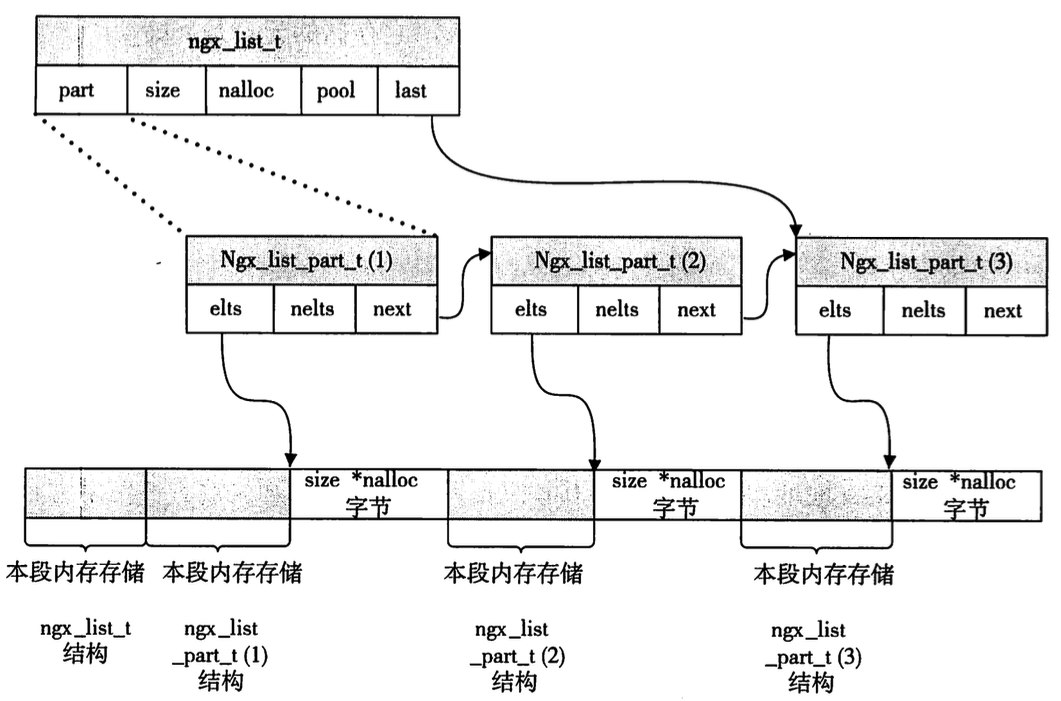 ngx_list_t
part size nalloc pool last
Ngx_list_part_t (1) Ngx_list_part_t (2) Ngx_list_part_t (3)
elts nelts next elts nelts next elts nelts next
size *nalloc size *nalloc size *nalloc
字节 字节 字节
本段内存存储 本段内存存储 本段内存存储 本段内存存储
ngx_list_t ngx_list ngx_list ngx_list
结构 _part_t (1) _part_t (2) _part_t (3)
结构 结构 结构